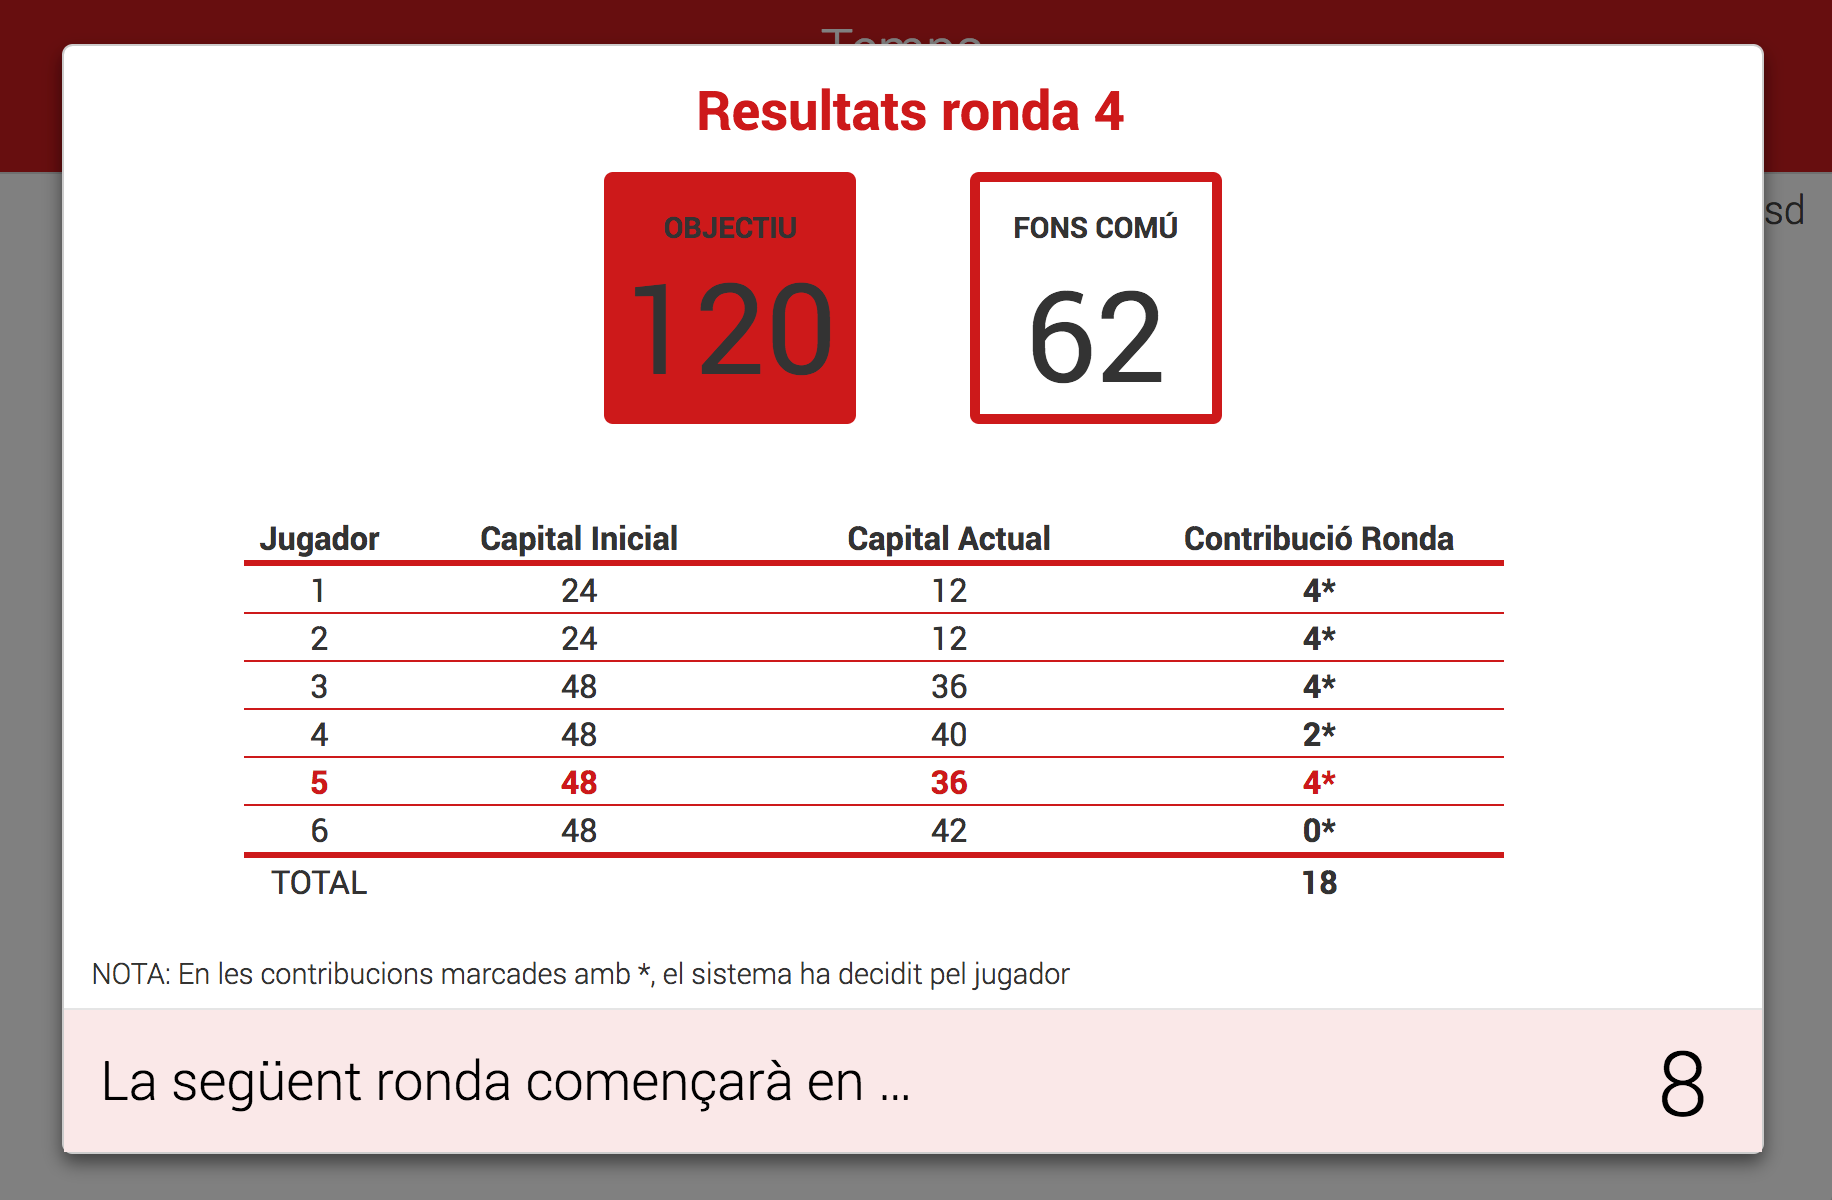 Resultats ronda 4
OBJECTIU
120
FONS COMÚ
62
sd
Jugador Capital Inicial Capital Actual Contribució Ronda
1 24 12 4*
2 24 12 4*
3 48 36 4*
4 48 40 2*
5 48 36 4*
6 48 42 0*
TOTAL 18
NOTA: En les contribucions marcades amb *, el sistema ha decidit pel jugador
La següent ronda començarà en ... 8